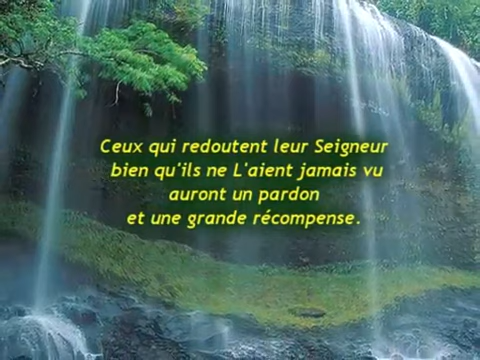 Ceux qui redoutent leur Seigneur
bien qu'ils ne L'aient jamais vu
auront un pardon
et une grande récompense.